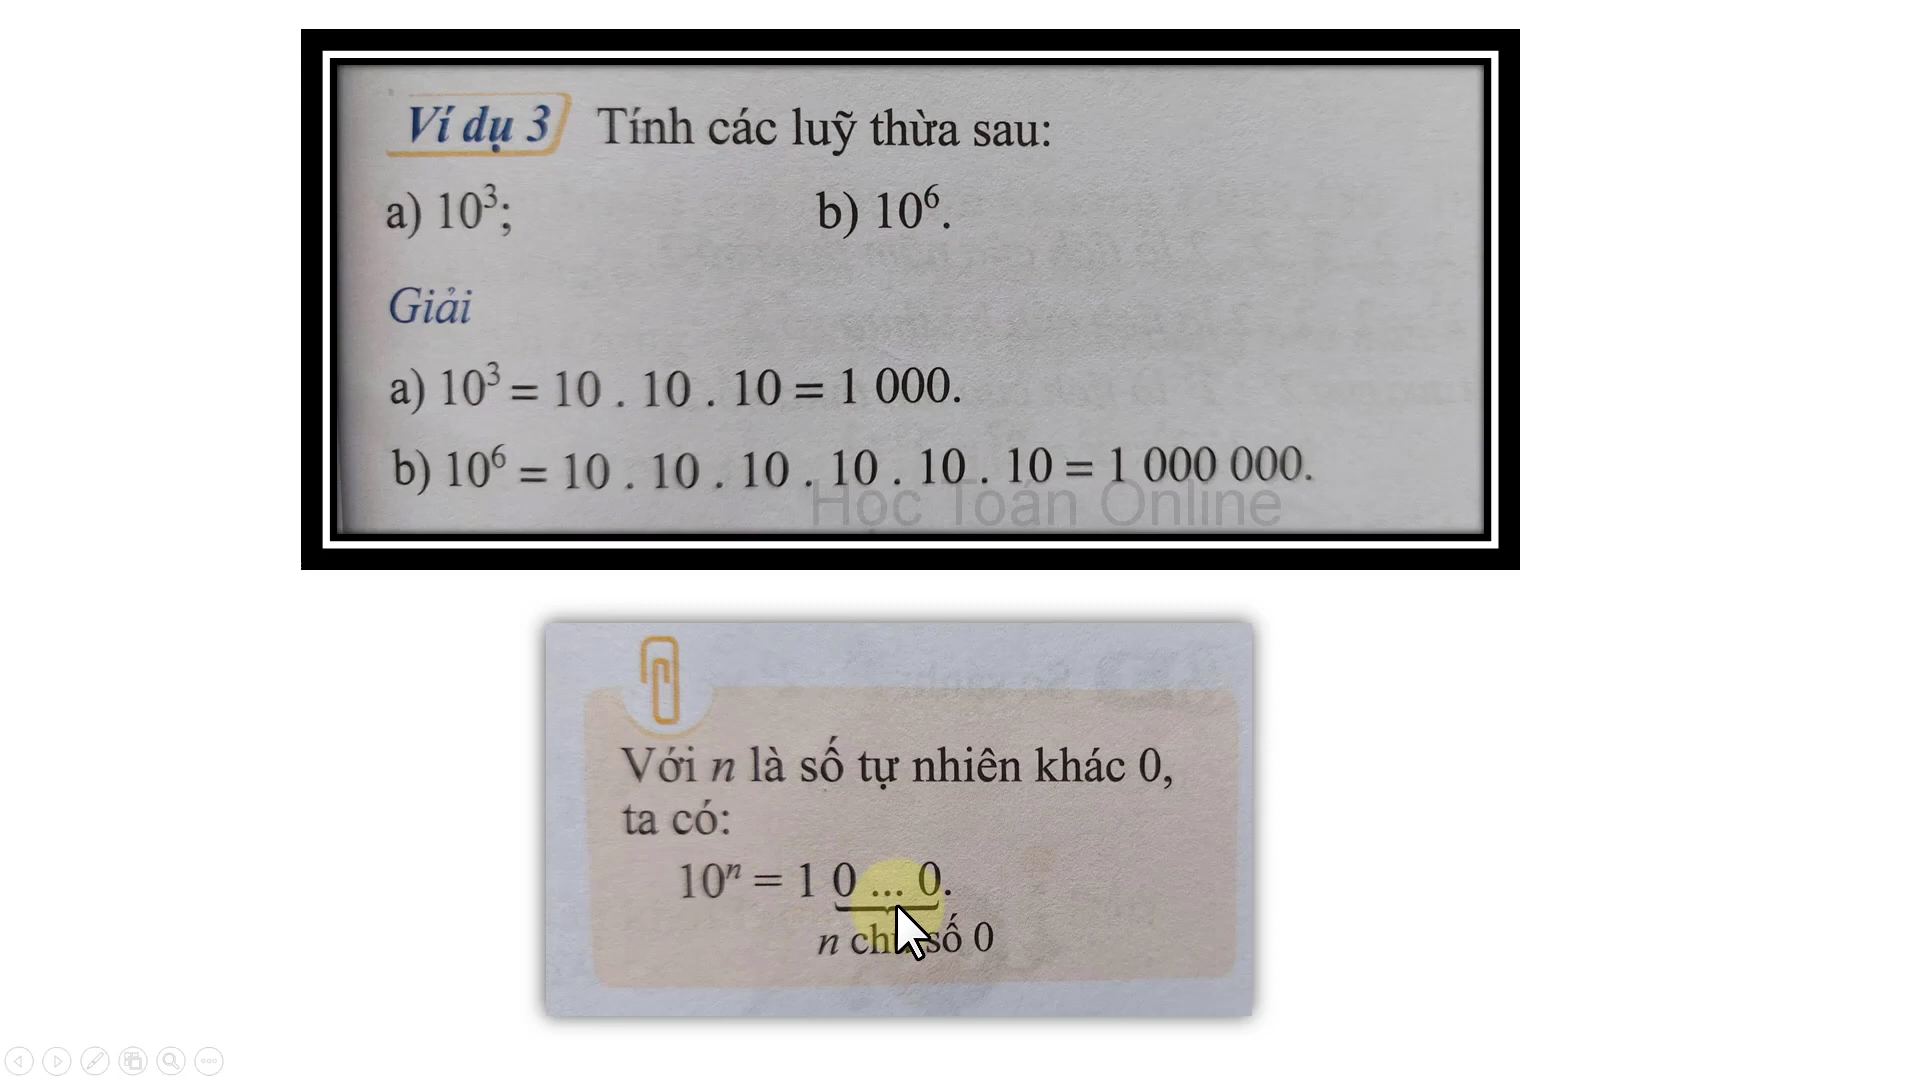 Ví dụ 3 Tính các luỹ thừa sau:
a) 10³; b) 10⁶.
Giải
a) 10³ = 10 . 10 . 10 = 1 000.
b) 10⁶ = 10 . 10 . 10 . 10 . 10 . 10 = 1 000 000.
Học Toán Online
Với n là số tự nhiên khác 0,
ta có:
10ⁿ = 1 0 ... 0.
n chữ số 0